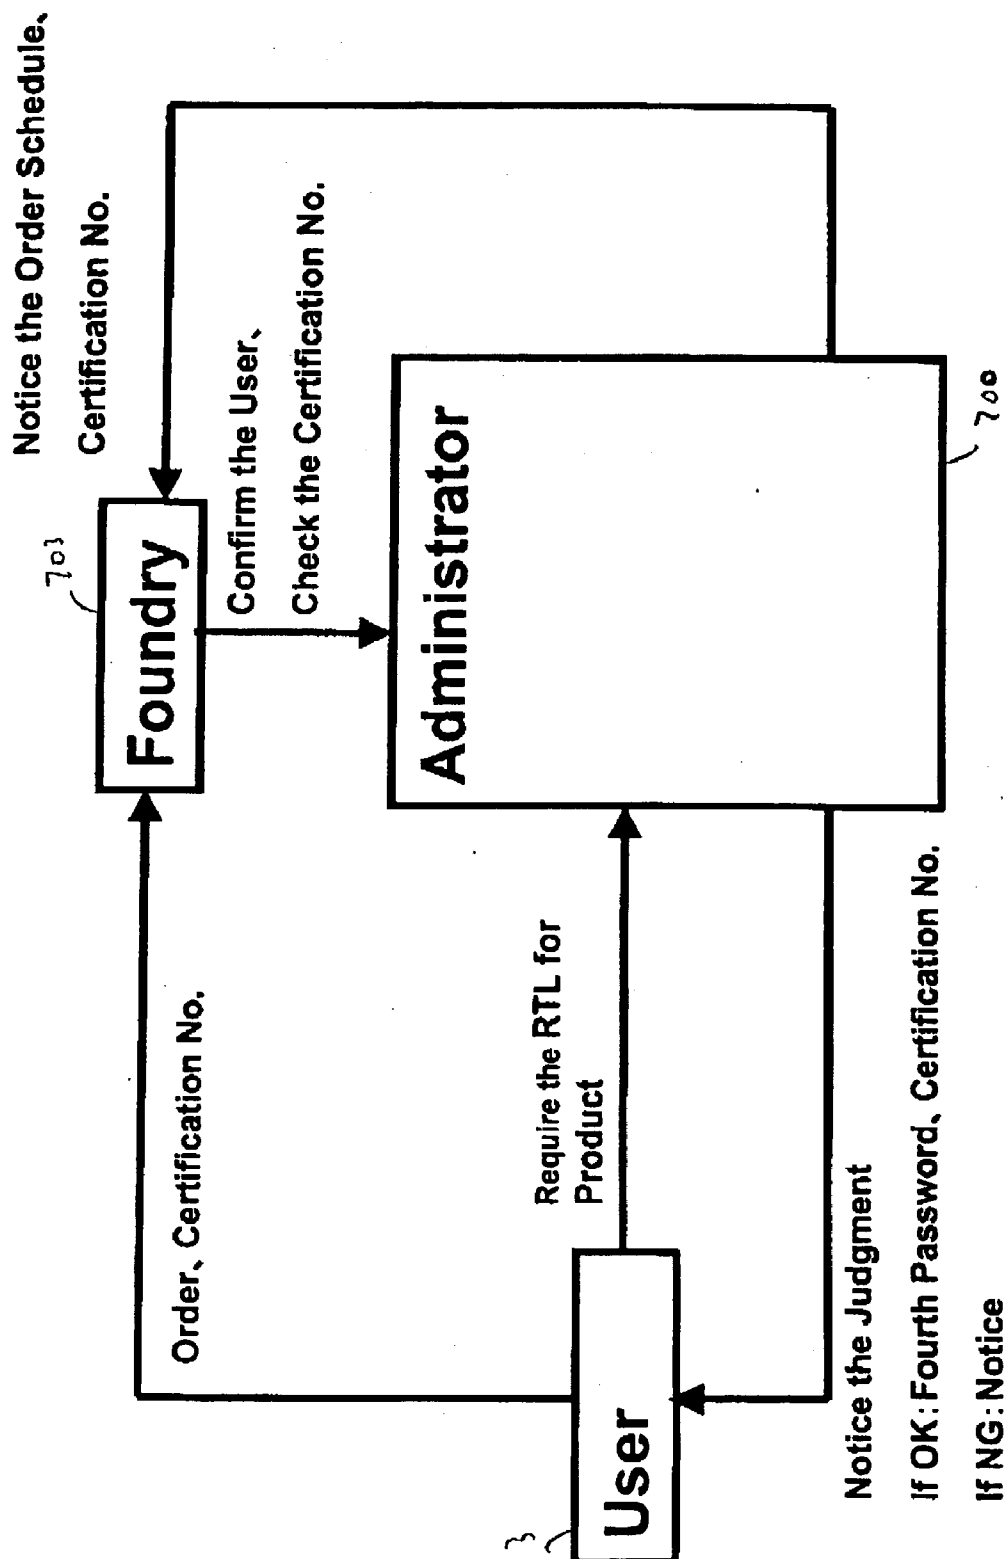 Notice the Order Schedule、
Certification No.
703
Foundry
Confirm the User、
Check the Certification No.
Order、Certification No.
Administrator
700
Require the RTL for
Product
3
User
Notice the Judgment
If OK:Fourth Password、Certification No.
If NG:Notice